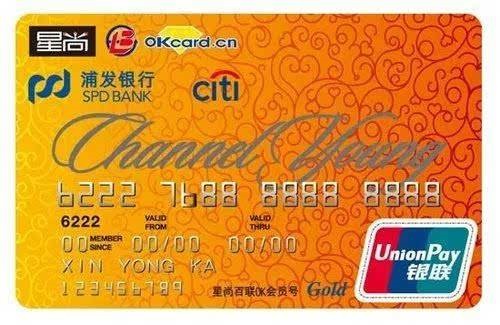 星尚 OKcard.cn
浦发银行
SPD BANK
citi
Channel Young
6222 7688 8888 8888
6222 VALID FROM VALID THRU
00 MEMBER SINCE 00/00 00/00
XIN YONG KA
123456789
星尚百联OK会员号 Gold
UnionPay
银联